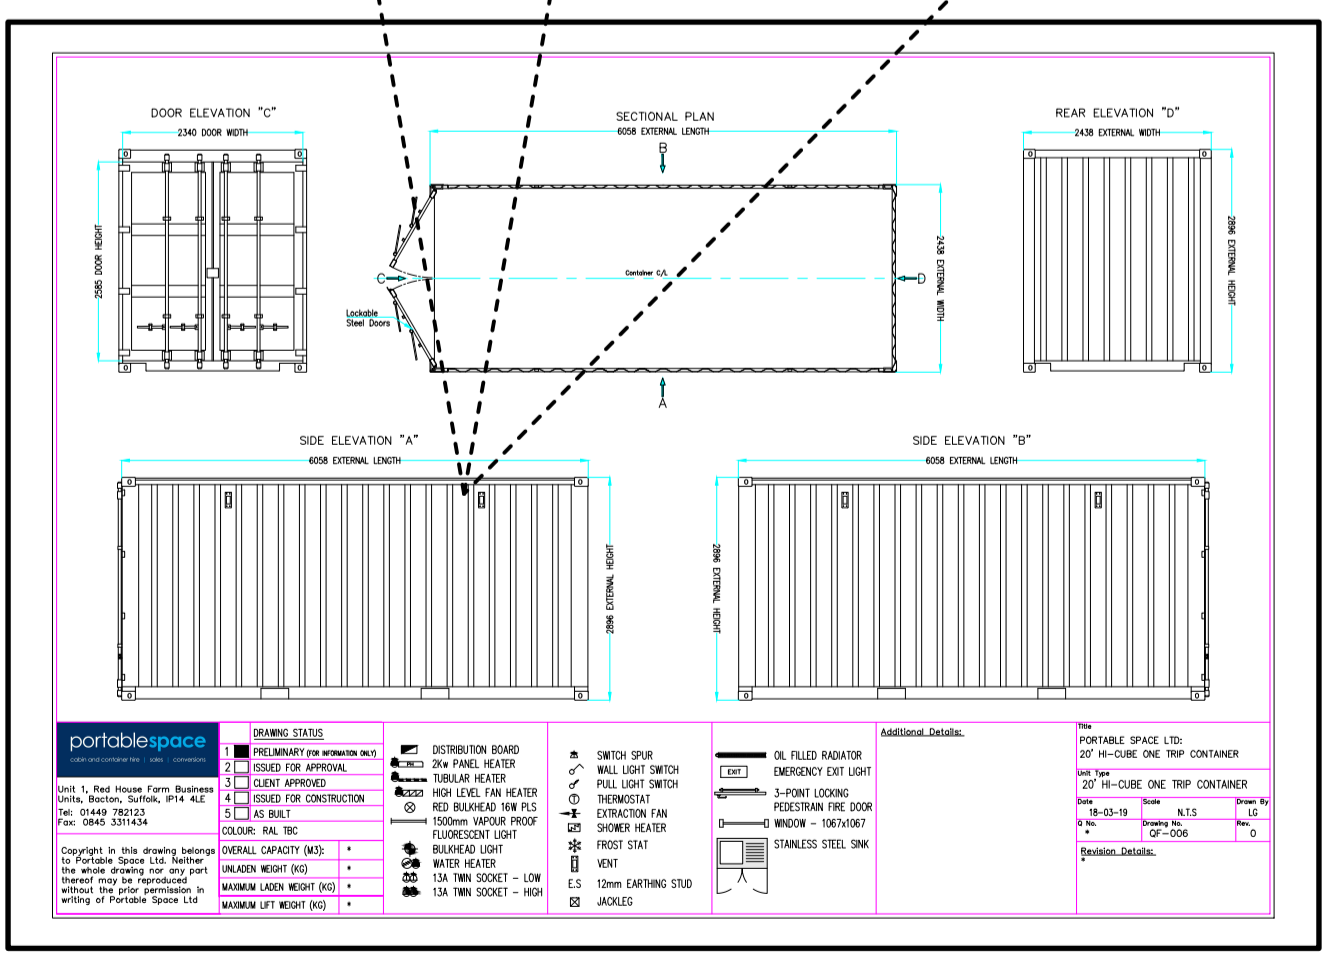 DOOR ELEVATION "C"
2340 DOOR WIDTH
2585 DOOR HEIGHT
SECTIONAL PLAN
6058 EXTERNAL LENGTH
B
2438 EXTERNAL WIDTH
C
Container C/L
D
Lockable
Steel Doors
A
REAR ELEVATION "D"
2438 EXTERNAL WIDTH
2896 EXTERNAL HEIGHT
SIDE ELEVATION "A"
6058 EXTERNAL LENGTH
2896 EXTERNAL HEIGHT
SIDE ELEVATION "B"
6058 EXTERNAL LENGTH
2896 EXTERNAL HEIGHT
portablespace
cabin and container hire | sales | conversions
Unit 1, Red House Farm Business
Units, Bacton, Suffolk, IP14 4LE
Tel: 01449 782123
Fax: 0845 3311434
Copyright in this drawing belongs
to Portable Space Ltd. Neither
the whole drawing nor any part
thereof may be reproduced
without the prior permission in
writing of Portable Space Ltd
DRAWING STATUS
1 PRELIMINARY (FOR INFORMATION ONLY)
2 ISSUED FOR APPROVAL
3 CLIENT APPROVED
4 ISSUED FOR CONSTRUCTION
5 AS BUILT
COLOUR: RAL TBC
OVERALL CAPACITY (M3): *
UNLADEN WEIGHT (KG) *
MAXIMUM LADEN WEIGHT (KG) *
MAXIMUM LIFT WEIGHT (KG) *
DISTRIBUTION BOARD
PH 2Kw PANEL HEATER
TUBULAR HEATER
HIGH LEVEL FAN HEATER
RED BULKHEAD 16W PLS
1500mm VAPOUR PROOF
FLUORESCENT LIGHT
BULKHEAD LIGHT
WATER HEATER
13A TWIN SOCKET - LOW
13A TWIN SOCKET - HIGH
SWITCH SPUR
WALL LIGHT SWITCH
PULL LIGHT SWITCH
THERMOSTAT
EXTRACTION FAN
SHOWER HEATER
FROST STAT
VENT
E.S 12mm EARTHING STUD
JACKLEG
OIL FILLED RADIATOR
EXIT EMERGENCY EXIT LIGHT
3-POINT LOCKING
PEDESTRIAN FIRE DOOR
WINDOW - 1067x1067
STAINLESS STEEL SINK
Additional Details:
Title
PORTABLE SPACE LTD:
20' HI-CUBE ONE TRIP CONTAINER
Unit Type
20' HI-CUBE ONE TRIP CONTAINER
Date Scale Drawn By
18-03-19 N.T.S LG
Q No. Drawing No. Rev.
* QF-006 0
Revision Details:
*